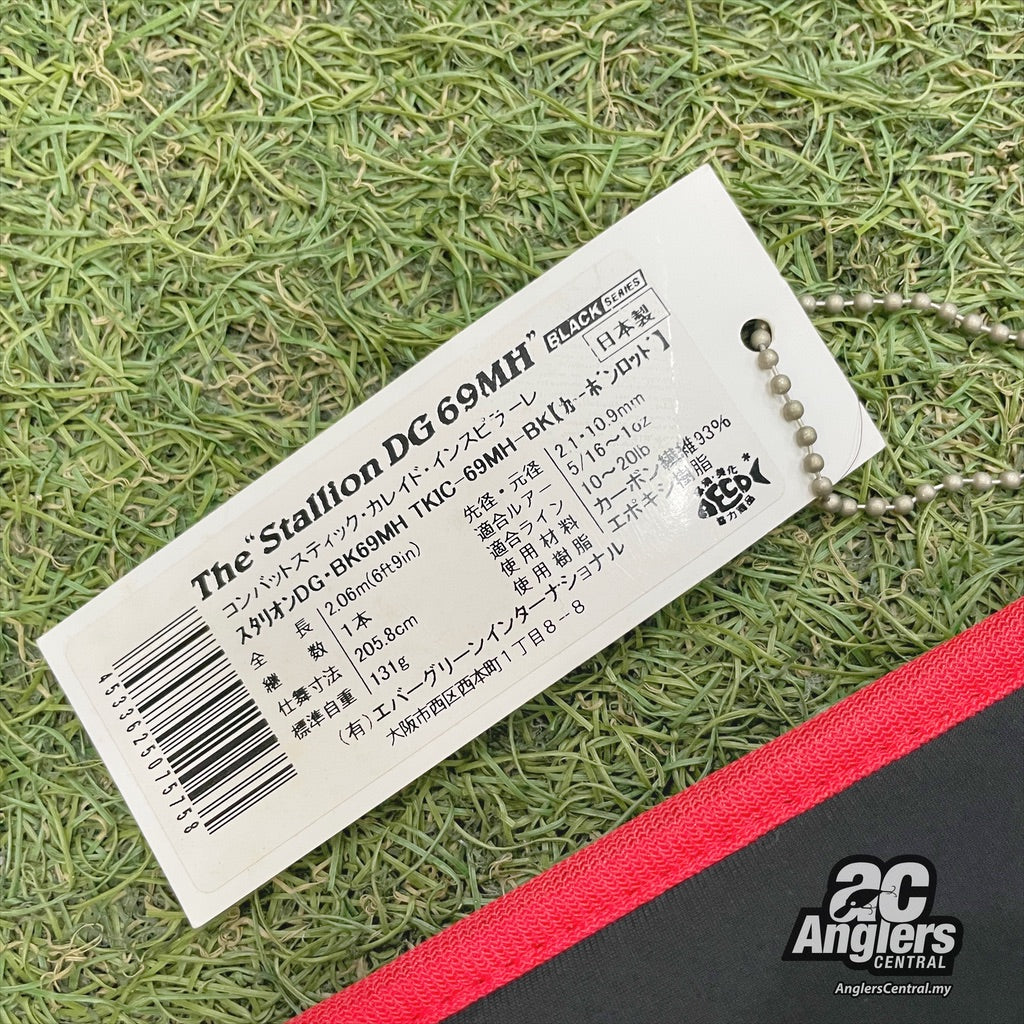 The "Stallion DG 69MH" BLACK SERIES
日本製
コンバットスティック・カレイド・インスピラーレ
スタリオンDG・BK69MH TKIC-69MH-BK【カーボンロッド】
全長 2.06m(6ft9in)
継数 1本
仕舞寸法 205.8cm
標準自重 131g
先径・元径 2.1・10.9mm
適合ルアー 5/16~1oz
適合ライン 10~20lb
使用材料 カーボン繊維93%
使用樹脂 エポキシ樹脂
(有)エバーグリーンインターナショナル
大阪市西区西本町1丁目8-8
4533625075758
FECO
協力商品
ac
Anglers
CENTRAL
AnglersCentral.my